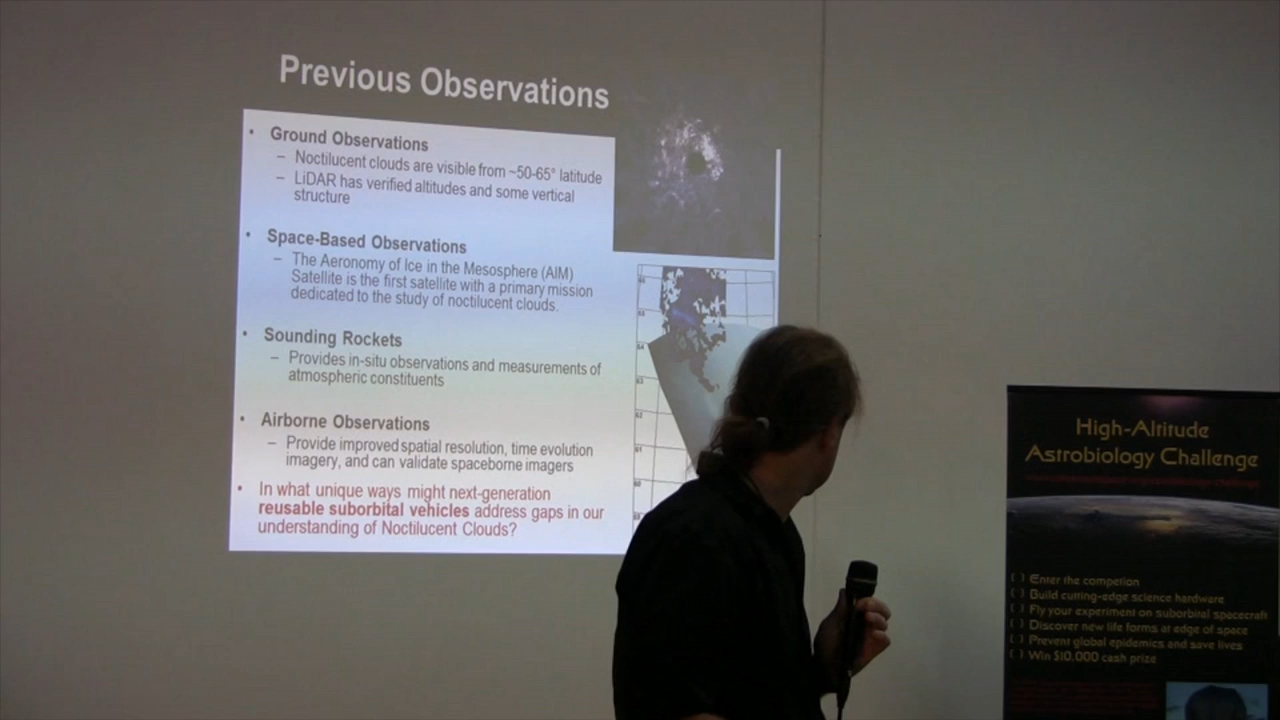 Previous Observations
• Ground Observations
– Noctilucent clouds are visible from ~50-65° latitude
– LiDAR has verified altitudes and some vertical
structure
• Space-Based Observations
– The Aeronomy of Ice in the Mesosphere (AIM)
Satellite is the first satellite with a primary mission
dedicated to the study of noctilucent clouds.
• Sounding Rockets
– Provides in-situ observations and measurements of
atmospheric constituents
• Airborne Observations
– Provide improved spatial resolution, time evolution
imagery, and can validate spaceborne imagers
• In what unique ways might next-generation
reusable suborbital vehicles address gaps in our
understanding of Noctilucent Clouds?
High-Altitude
Astrobiology Challenge
( ) Enter the competion
( ) Build cutting-edge science hardware
( ) Fly your experiment on suborbital spacecraft
( ) Discover new life forms at edge of space
( ) Prevent global epidemics and save lives
( ) Win $10,000 cash prize